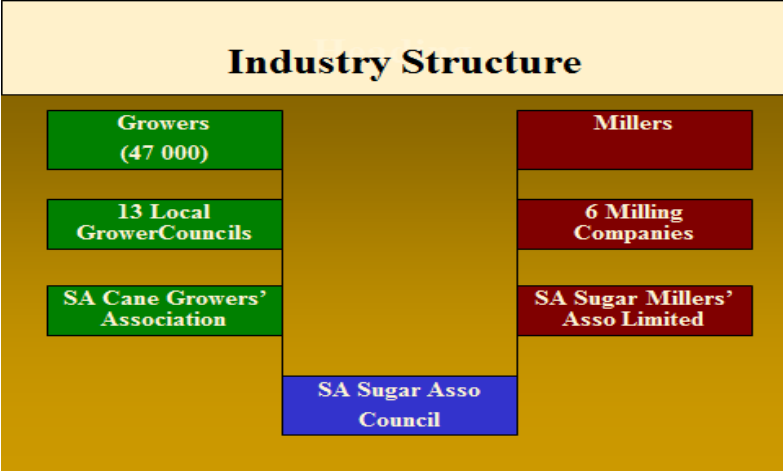 Industry Structure
Growers
(47 000)
13 Local
GrowerCouncils
SA Cane Growers’
Association
Millers
6 Milling
Companies
SA Sugar Millers’
Asso Limited
SA Sugar Asso
Council